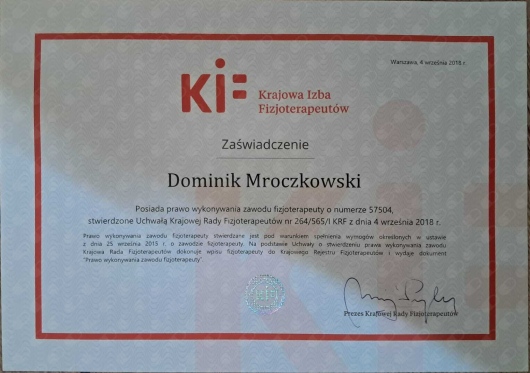 Warszawa, 4 września 2018 r.
KIF
Krajowa Izba
Fizjoterapeutów
Zaświadczenie
Dominik Mroczkowski
Posiada prawo wykonywania zawodu fizjoterapeuty o numerze 57504,
stwierdzone Uchwałą Krajowej Rady Fizjoterapeutów nr 264/565/I KRF z dnia 4 września 2018 r.
Prawo wykonywania zawodu fizjoterapeuty stwierdzane jest pod warunkiem spełnienia wymogów określonych w ustawie
z dnia 25 września 2015 r. o zawodzie fizjoterapeuty. Na podstawie Uchwały o stwierdzeniu prawa wykonywania zawodu
Krajowa Rada Fizjoterapeutów dokonuje wpisu fizjoterapeuty do Krajowego Rejestru Fizjoterapeutów i wydaje dokument
"Prawo wykonywania zawodu fizjoterapeuty".
Prezes Krajowej Rady Fizjoterapeutów